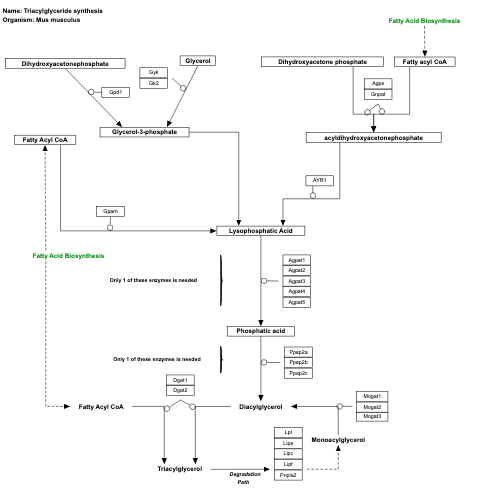 Name: Triacylglyceride synthesis
Organism: Mus musculus
Fatty Acid Biosynthesis
Dihydroxyacetonephosphate
Glycerol
Dihydroxyacetone phosphate
Fatty acyl CoA
Gyk
Gk2
Gpd1
Agps
Gnpat
Glycerol-3-phosphate
Fatty Acyl CoA
acyldihydroxyacetonephosphate
AYR1
Gpam
Lysophosphatic Acid
Fatty Acid Biosynthesis
Only 1 of these enzymes is needed
Agpat1
Agpat2
Agpat3
Agpat4
Agpat5
Phosphatic acid
Only 1 of these enzymes is needed
Ppap2a
Ppap2b
Ppap2c
Dgat1
Dgat2
Fatty Acyl CoA
Diacylglycerol
Mogat1
Mogat2
Mogat3
Monoacylglycerol
Triacylglycerol
Degradation
Path
Lpl
Lipe
Lipc
Lipf
Pnpla2